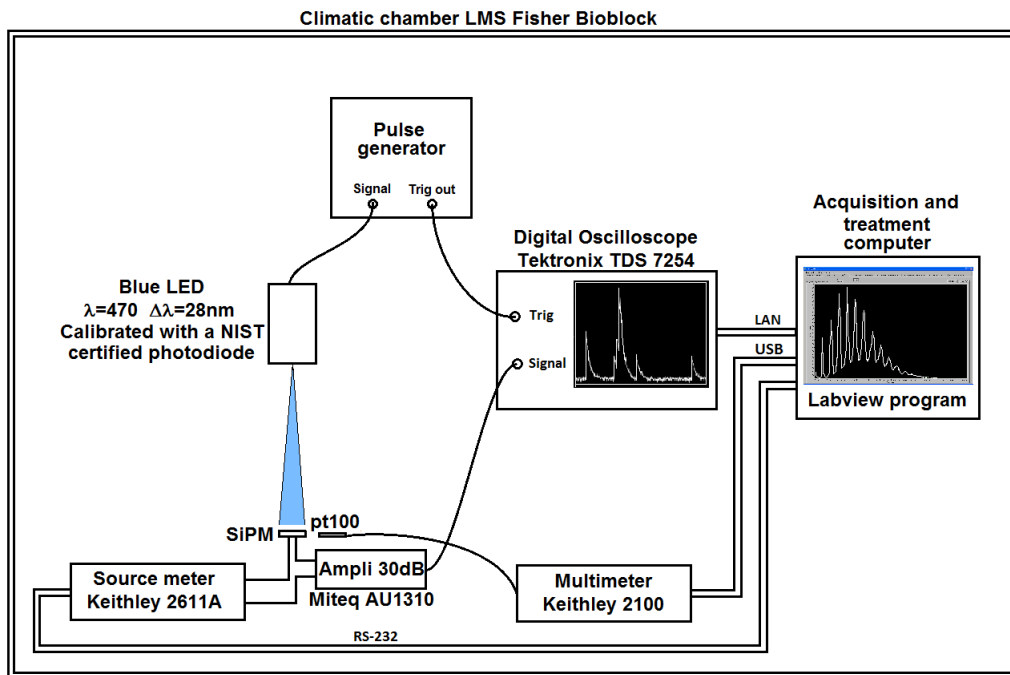 Climatic chamber LMS Fisher Bioblock
Pulse
generator
Signal
Trig out
Blue LED
λ=470 Δλ=28nm
Calibrated with a NIST
certified photodiode
Digital Oscilloscope
Tektronix TDS 7254
Trig
Signal
Acquisition and
treatment
computer
LAN
USB
Labview program
SiPM
pt100
Source meter
Keithley 2611A
Ampli 30dB
Miteq AU1310
Multimeter
Keithley 2100
RS-232